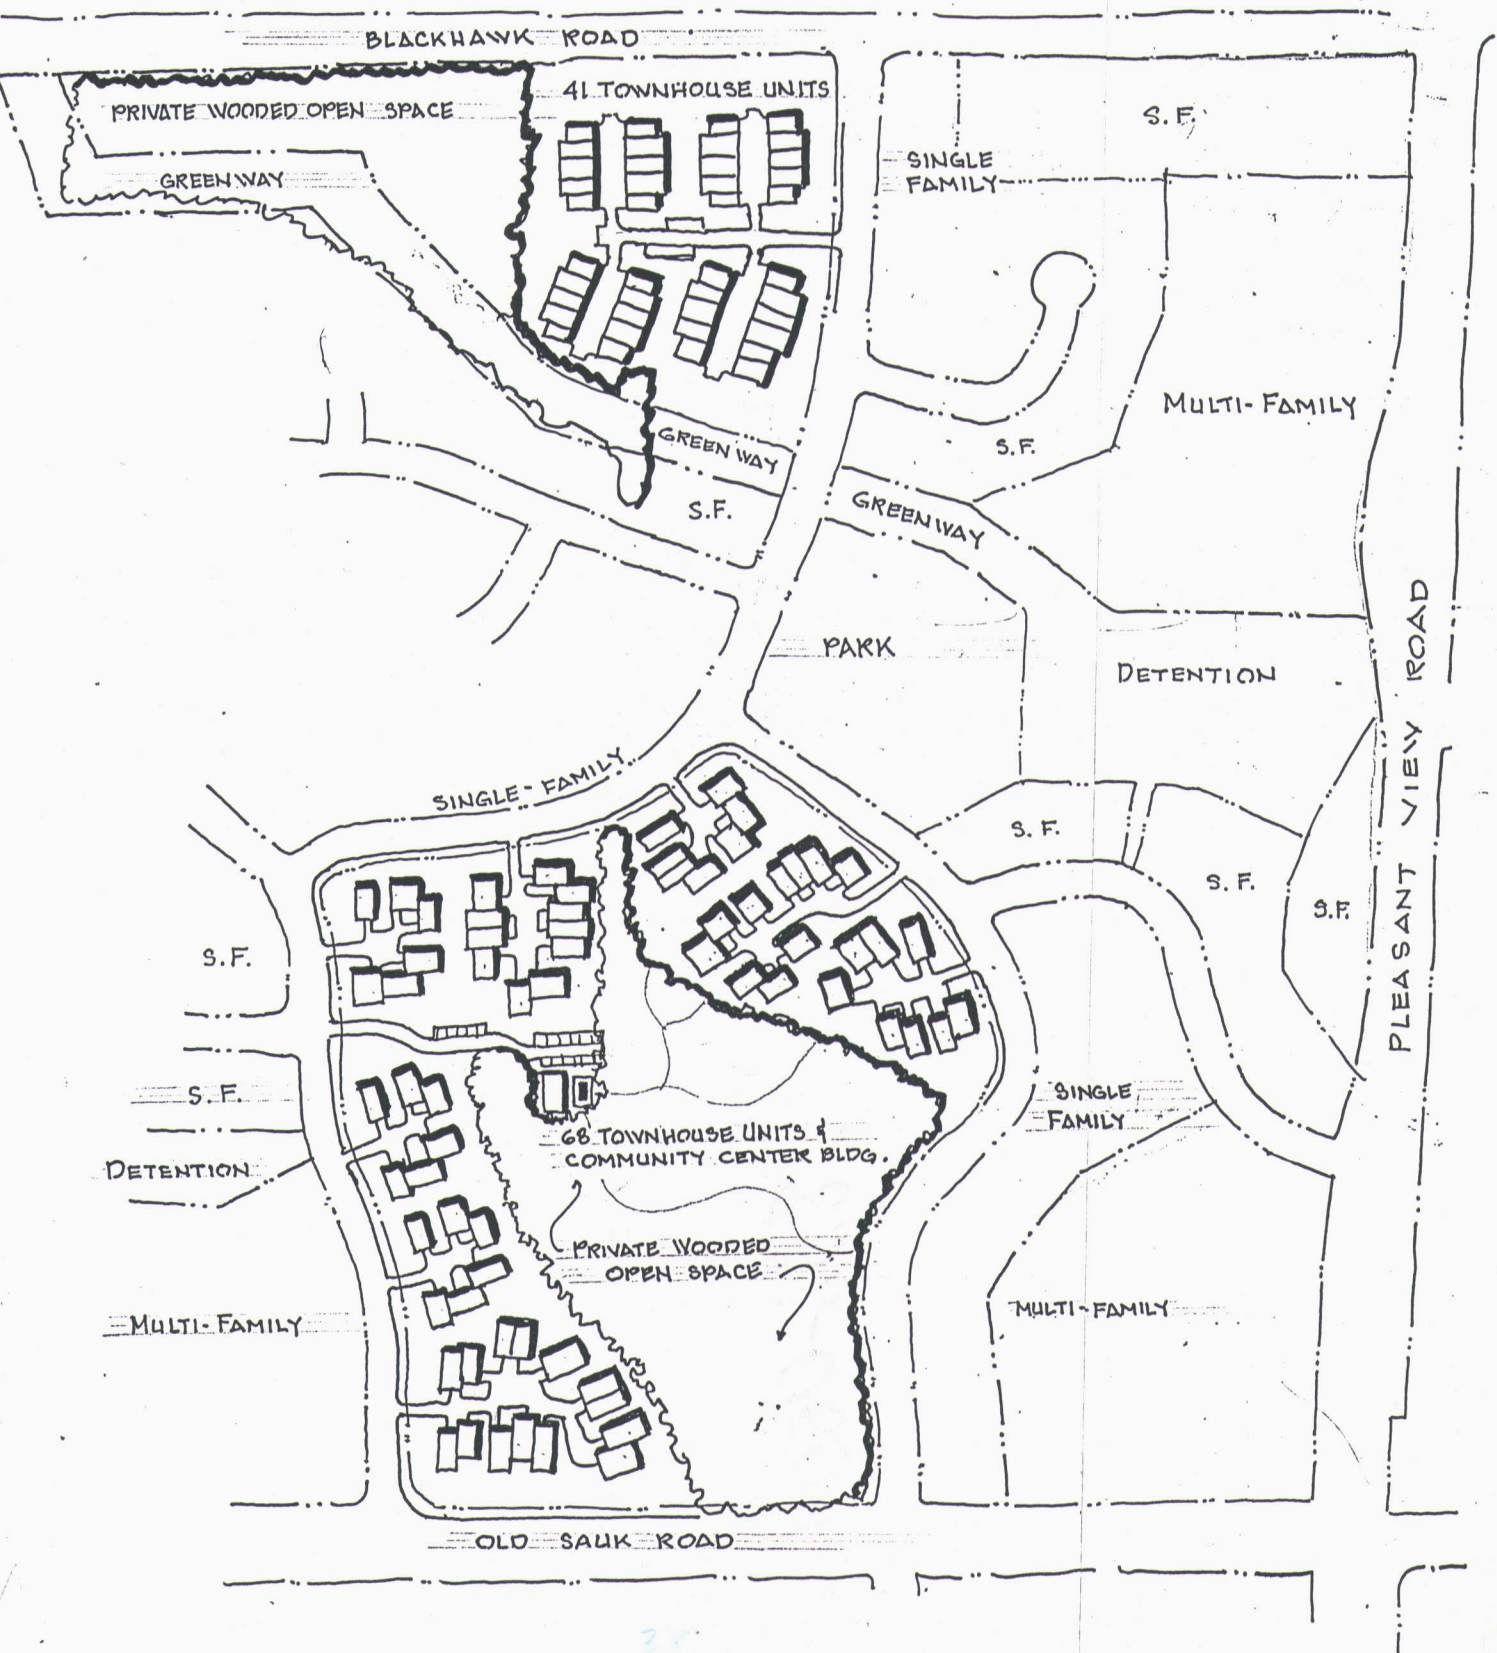 BLACKHAWK ROAD
41 TOWNHOUSE UNITS
PRIVATE WOODED OPEN SPACE
GREENWAY
S.F.
SINGLE
FAMILY
MULTI-FAMILY
S.F.
GREENWAY
S.F.
GREENWAY
PARK
DETENTION
PLEASANT VIEW ROAD
SINGLE-FAMILY
S.F.
S.F.
S.F.
S.F.
S.F.
DETENTION
SINGLE
FAMILY
68 TOWNHOUSE UNITS &
COMMUNITY CENTER BLDG.
PRIVATE WOODED
OPEN SPACE
MULTI-FAMILY
MULTI-FAMILY
OLD SAUK ROAD